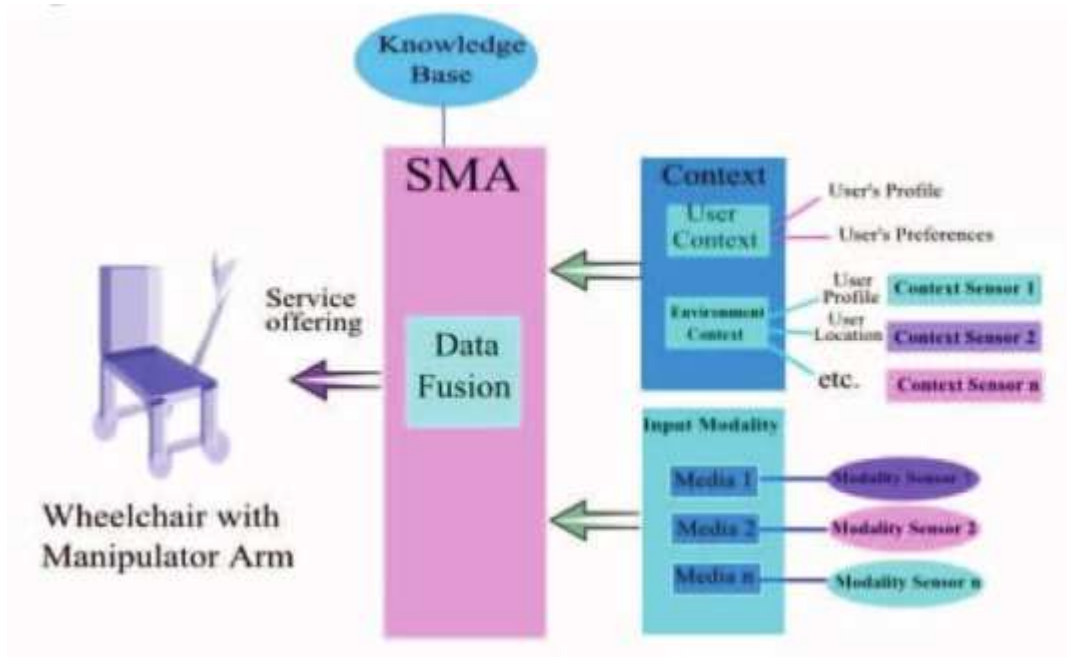 Knowledge
Base
SMA
Data
Fusion
Service
offering
Wheelchair with
Manipulator Arm
Context
User
Context
User's Profile
User's Preferences
Environment
Context
User
Profile
User
Location
etc.
Context Sensor 1
Context Sensor 2
Context Sensor n
Input Modality
Media 1
Media 2
Media n
Modality Sensor
Modality Sensor 2
Modality Sensor n